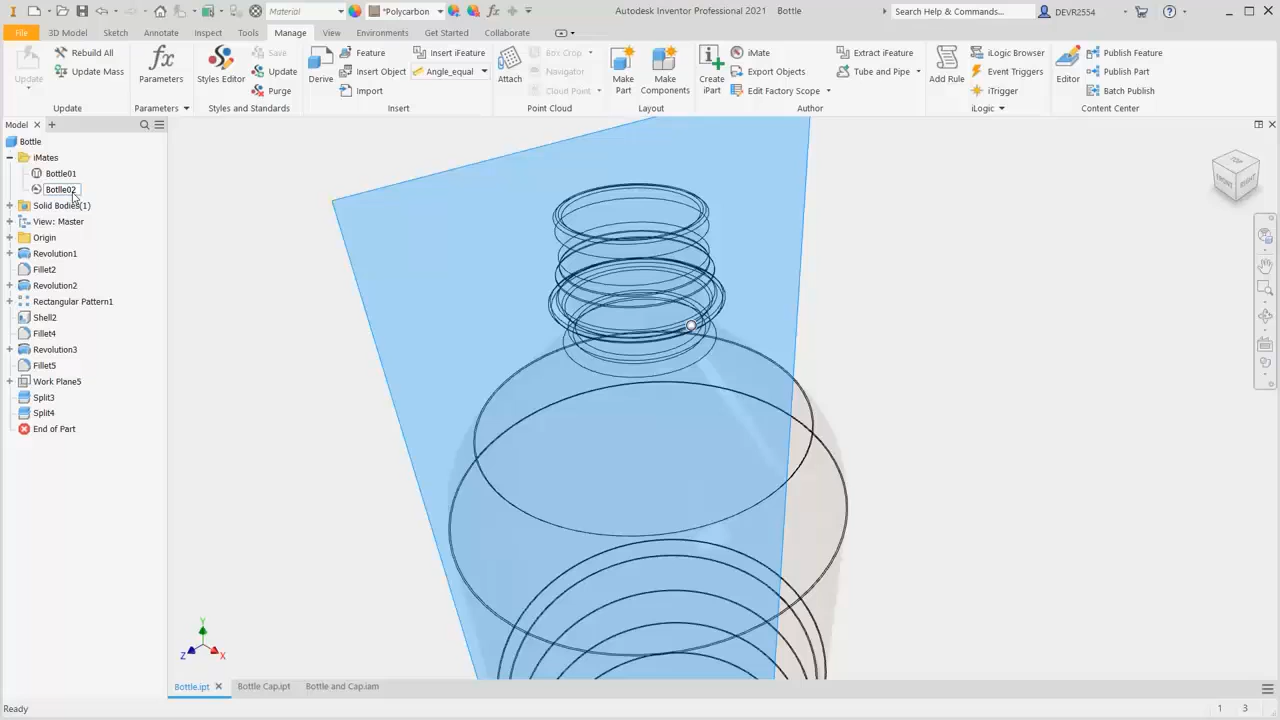 Material
*Polycarbon
Autodesk Inventor Professional 2021 Bottle
Search Help & Commands...
DEVR2554
File
3D Model
Sketch
Annotate
Inspect
Tools
Manage
View
Environments
Get Started
Collaborate
Update
Rebuild All
Update Mass
Update
Parameters
Parameters
Styles Editor
Save
Update
Purge
Styles and Standards
Derive
Feature
Insert Object
Import
Insert iFeature
Angle_equal
Insert
Attach
Box Crop
Navigator
Cloud Point
Point Cloud
Make Part
Make Components
Layout
Create iPart
iMate
Export Objects
Edit Factory Scope
Extract iFeature
Tube and Pipe
Author
Add Rule
iLogic Browser
Event Triggers
iTrigger
iLogic
Editor
Publish Feature
Publish Part
Batch Publish
Content Center
Model
Bottle
iMates
Bottle01
Botlle02
Solid Bodies(1)
View: Master
Origin
Revolution1
Fillet2
Revolution2
Rectangular Pattern1
Shell2
Fillet4
Revolution3
Fillet5
Work Plane5
Split3
Split4
End of Part
TOP
FRONT
RIGHT
Y
Z
X
Bottle.ipt
Bottle Cap.ipt
Bottle and Cap.iam
Ready
1 3